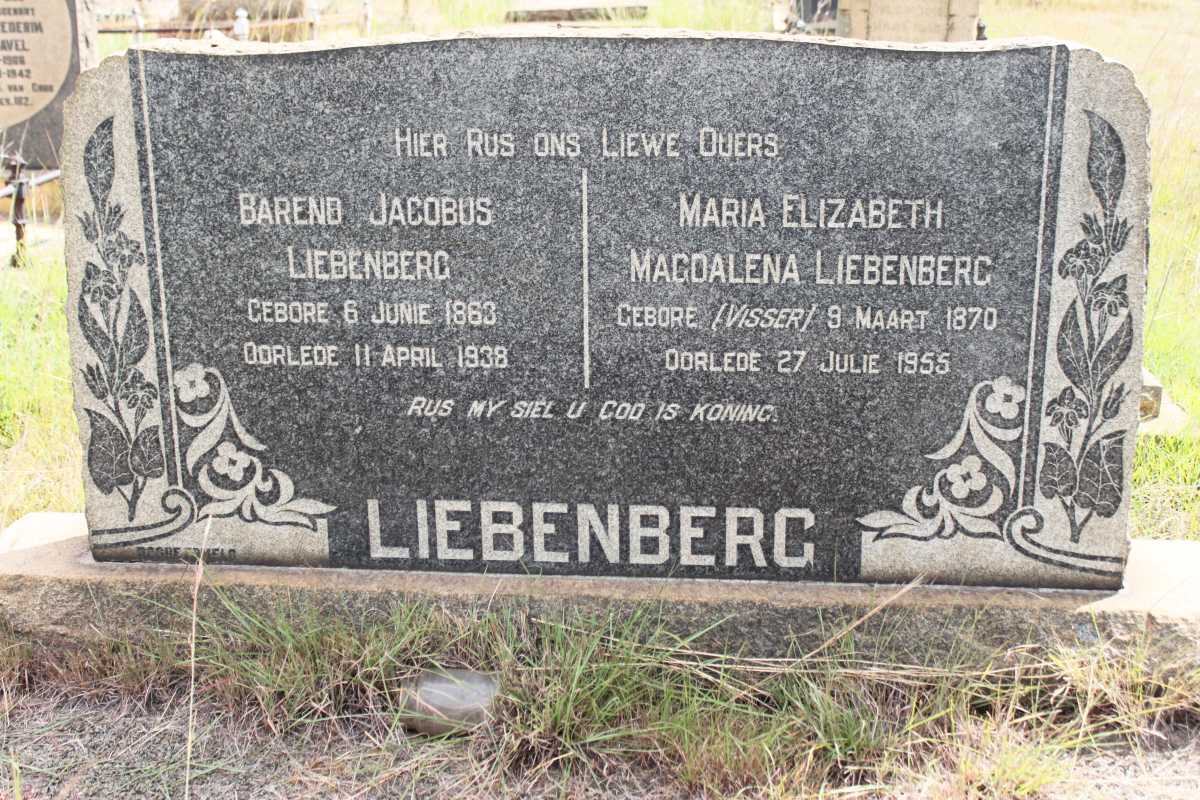 HIER RUS ONS LIEWE OUERS
BAREND JACOBUS
LIEBENBERG
GEBORE 6 JUNIE 1863
OORLEDE 11 APRIL 1938
MARIA ELIZABETH
MAGDALENA LIEBENBERG
GEBORE (VISSER) 9 MAART 1870
OORLEDE 27 JULIE 1955
RUS MY SIEL U GOD IS KONING.
LIEBENBERG
1942